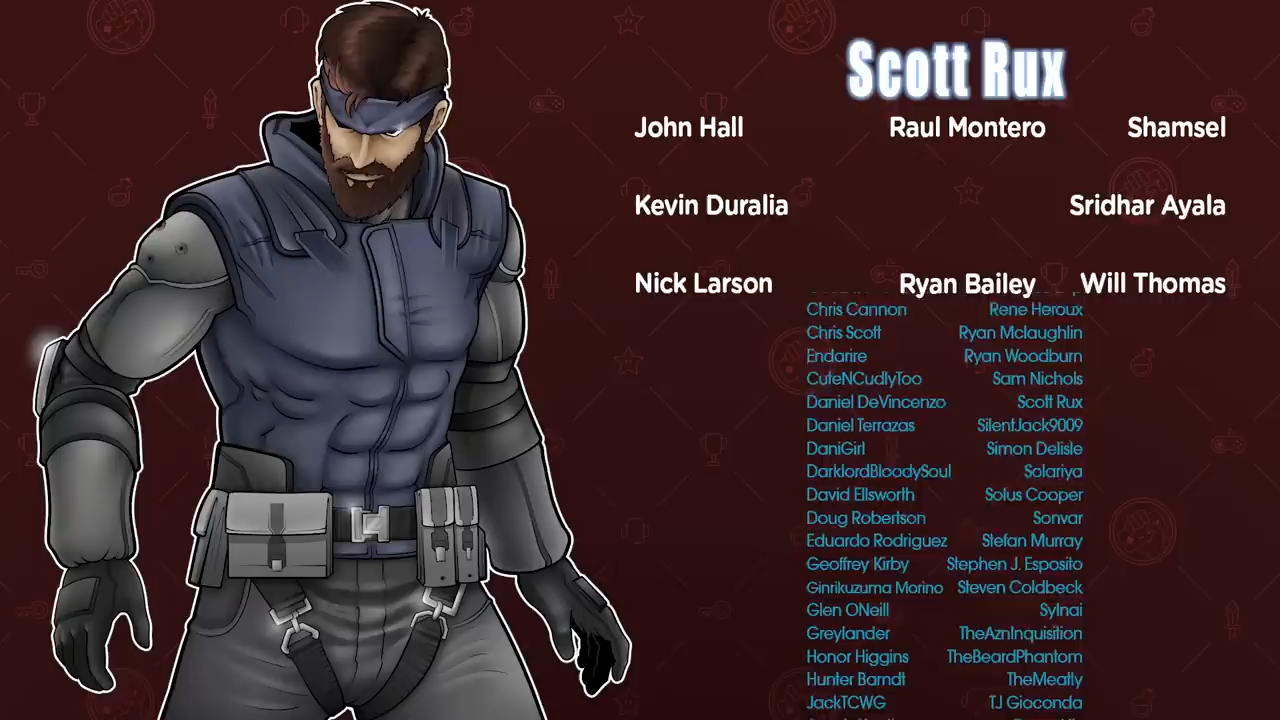 Scott Rux
John Hall Raul Montero Shamsel
Kevin Duralia Sridhar Ayala
Nick Larson Ryan Bailey Will Thomas
Chris Cannon Rene Heroux
Chris Scott Ryan Mclaughlin
Endarire Ryan Woodburn
CuteNCudlyToo Sam Nichols
Daniel DeVincenzo Scott Rux
Daniel Terrazas SilentJack9009
DaniGirl Simon Delisle
DarklordBloodySoul Solariya
David Ellsworth Solus Cooper
Doug Robertson Sonvar
Eduardo Rodriguez Stefan Murray
Geoffrey Kirby Stephen J. Esposito
Ginrikuzuma Morino Steven Coldbeck
Glen ONeill Sylnai
Greylander TheAznInquisition
Honor Higgins TheBeardPhantom
Hunter Barndt TheMeatly
JackTCWG TJ Gioconda